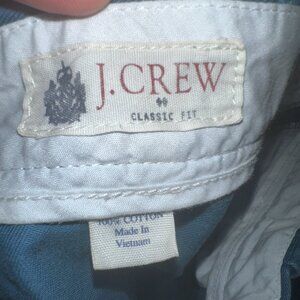 J.CREW
CLASSIC FIT
100% COTTON
Made In
Vietnam